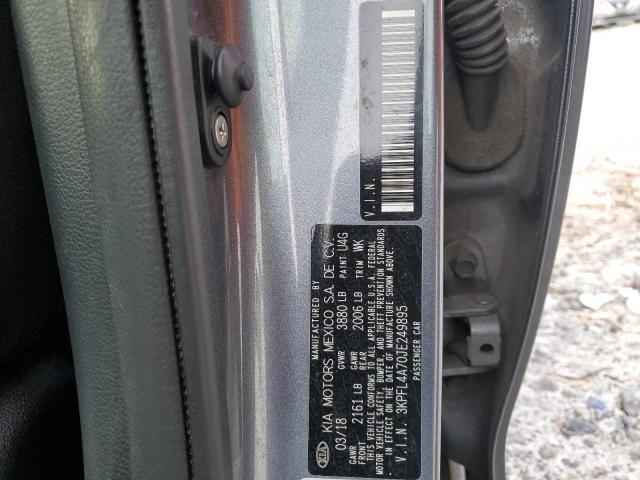 KIA
MANUFACTURED BY
KIA MOTORS MEXICO S.A. DE C.V.
03/18 GVWR 3880 LB PAINT U4G
GAWR FRONT 2161 LB GAWR REAR 2006 LB TRIM WK
THIS VEHICLE CONFORMS TO ALL APPLICABLE U.S.A. FEDERAL
MOTOR VEHICLE SAFETY, BUMPER, AND THEFT PREVENTION STANDARDS
IN EFFECT ON THE DATE OF MANUFACTURE SHOWN ABOVE.
V.I.N. 3KPFL4A70JE249895
PASSENGER CAR
V.I.N.